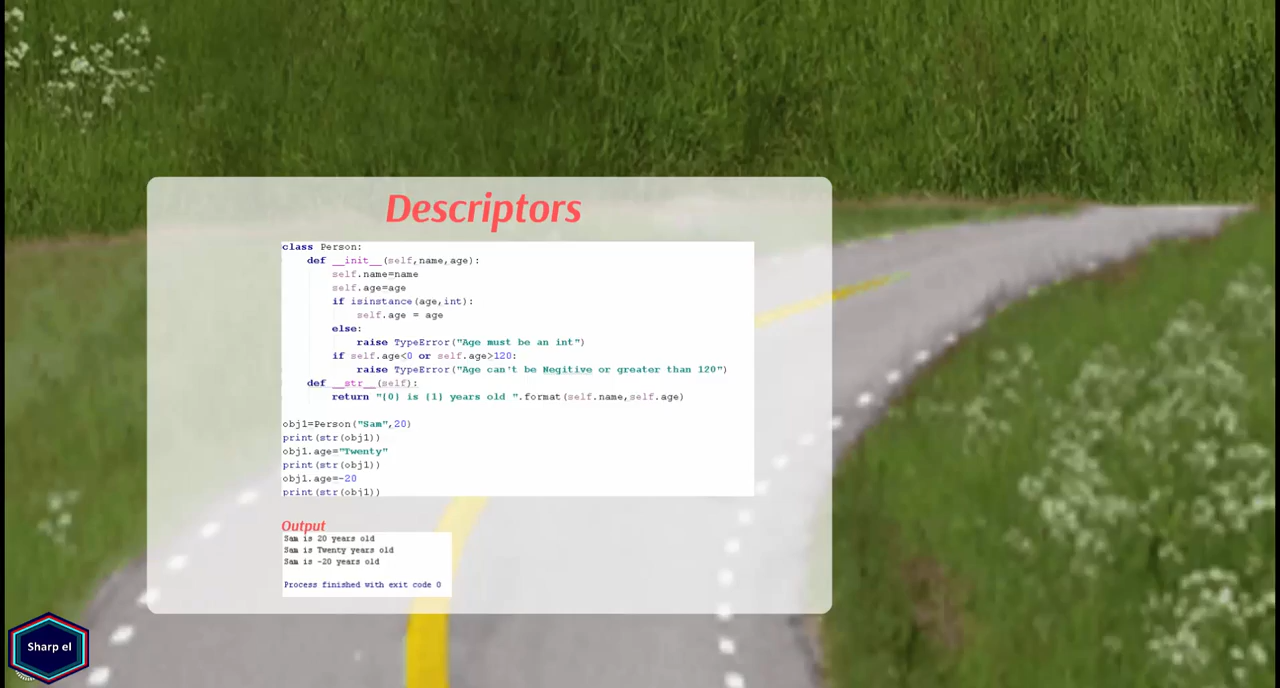 Descriptors
class Person:
    def __init__(self,name,age):
        self.name=name
        self.age=age
        if isinstance(age,int):
            self.age = age
        else:
            raise TypeError("Age must be an int")
        if self.age<0 or self.age>120:
            raise TypeError("Age can't be Negitive or greater than 120")
    def __str__(self):
        return "{0} is {1} years old ".format(self.name,self.age)
obj1=Person("Sam",20)
print(str(obj1))
obj1.age="Twenty"
print(str(obj1))
obj1.age=-20
print(str(obj1))
Output
Sam is 20 years old
Sam is Twenty years old
Sam is -20 years old
Process finished with exit code 0
Sharp el